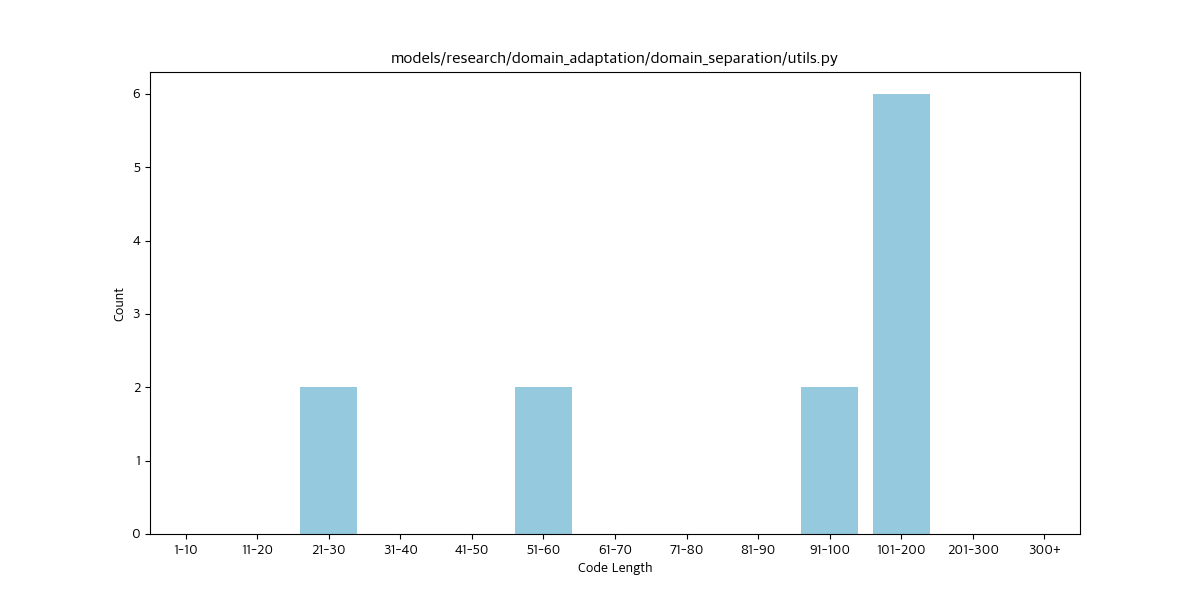 models/research/domain_adaptation/domain_separation/utils.py
6
5
4
3
2
1
0
Count
1-10 11-20 21-30 31-40 41-50 51-60 61-70 71-80 81-90 91-100 101-200 201-300 300+
Code Length